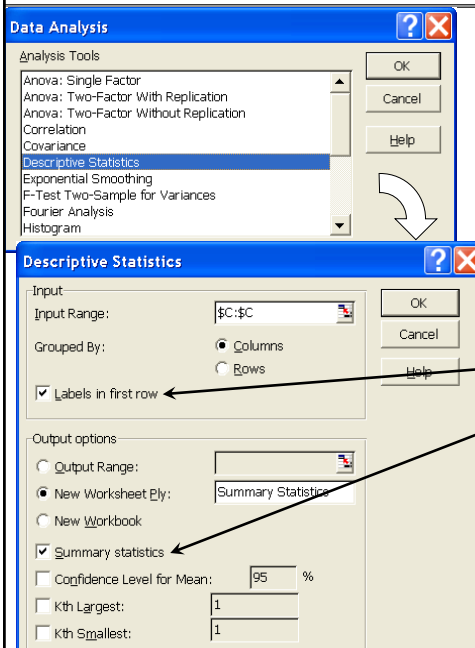 Data Analysis
Analysis Tools
OK
Anova: Single Factor
Anova: Two-Factor With Replication
Cancel
Anova: Two-Factor Without Replication
Correlation
Covariance
Help
Descriptive Statistics
Exponential Smoothing
F-Test Two-Sample for Variances
Fourier Analysis
Histogram
Descriptive Statistics
Input
OK
Input Range: $C:$C
Cancel
Grouped By: Columns
Rows
Help
Labels in first row
Output options
Output Range:
New Worksheet Ply: Summary Statistics
New Workbook
Summary statistics
Confidence Level for Mean: 95 %
Kth Largest: 1
Kth Smallest: 1